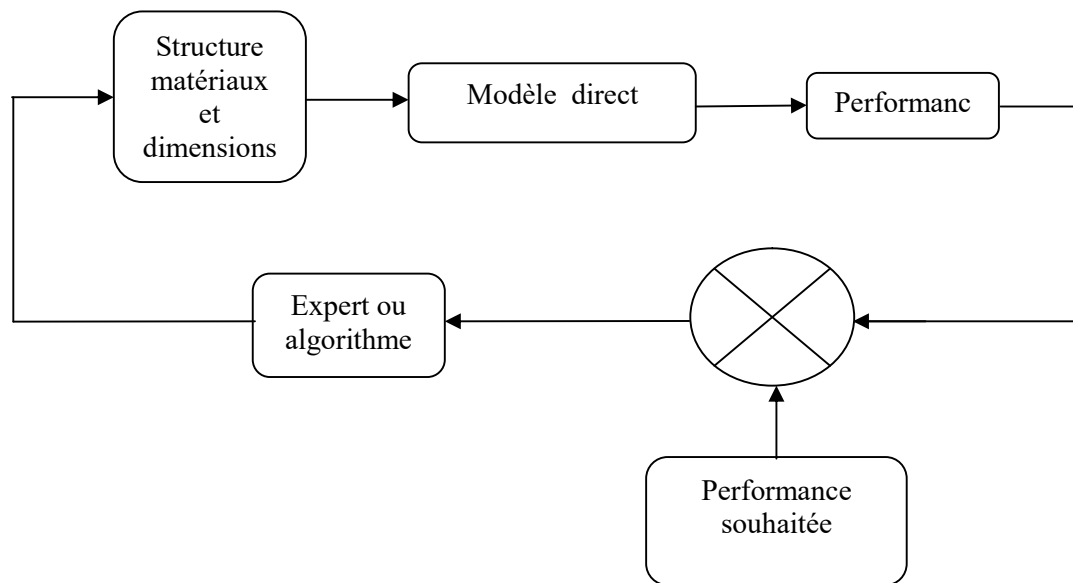 Structure
matériaux
et
dimensions
Modèle direct
Performanc
Expert ou
algorithme
Performance
souhaitée